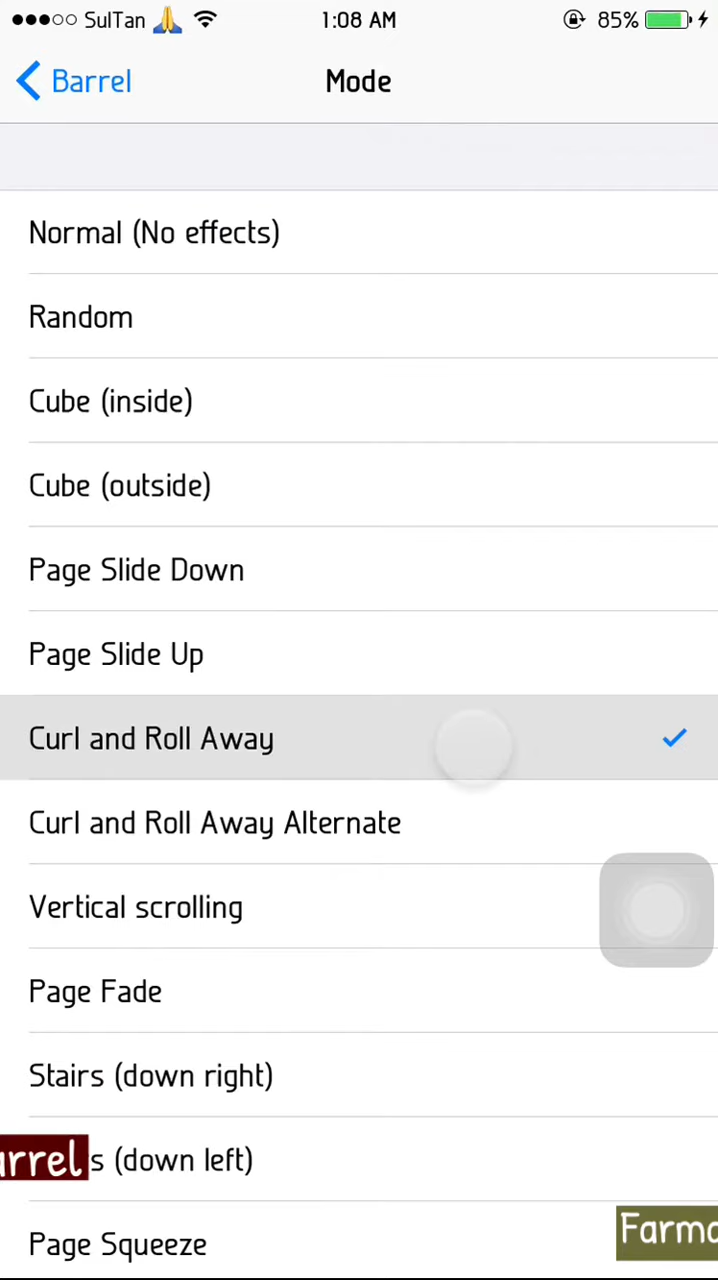 SulTan 🙏 1:08 AM 85%
Barrel Mode
Normal (No effects)
Random
Cube (inside)
Cube (outside)
Page Slide Down
Page Slide Up
Curl and Roll Away
Curl and Roll Away Alternate
Vertical scrolling
Page Fade
Stairs (down right)
(down left)
Page Squeeze